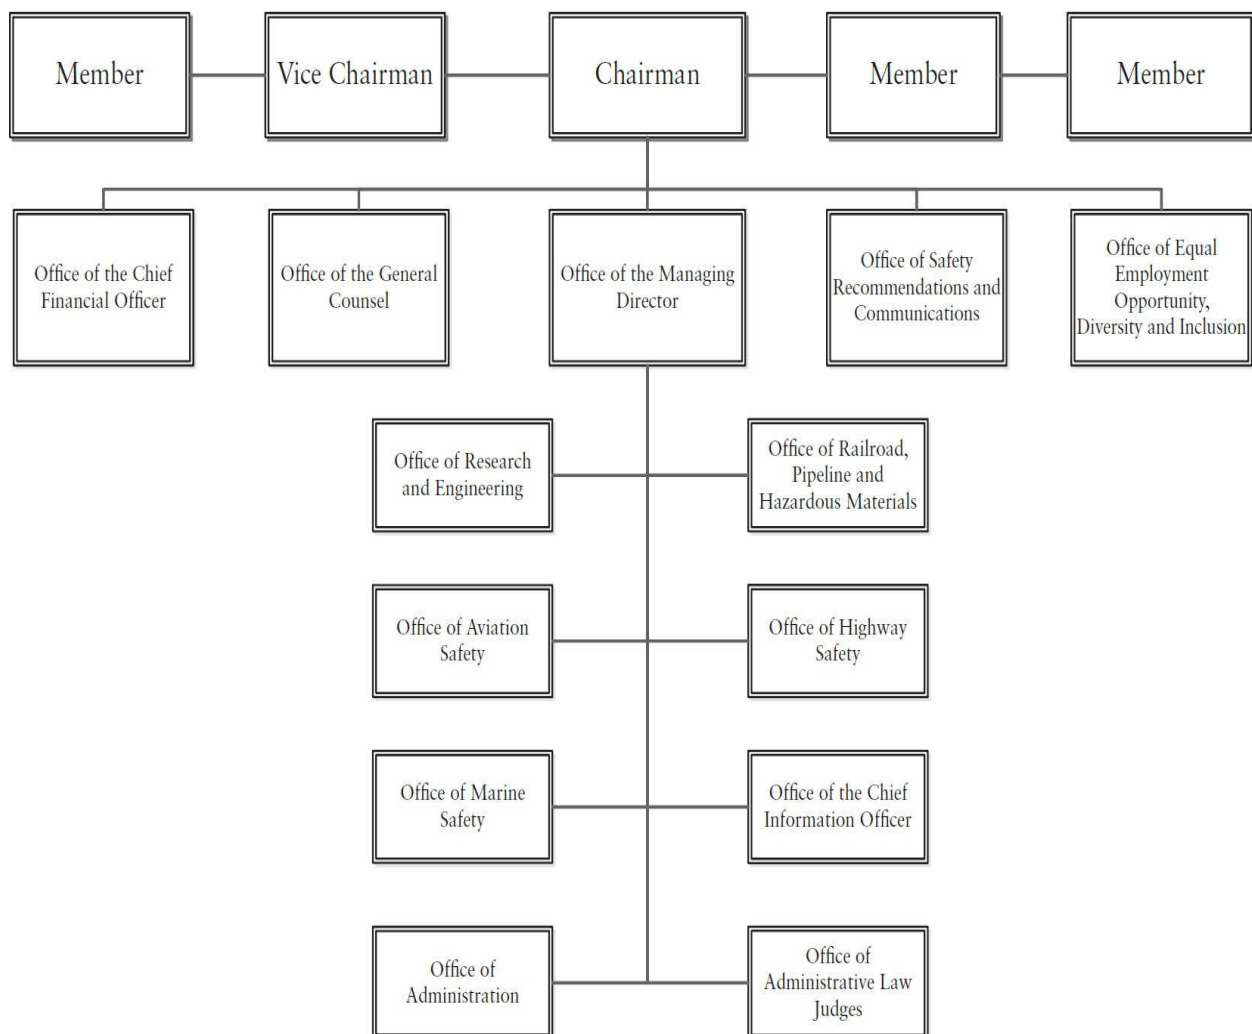 Member
Vice Chairman
Chairman
Member
Member
Office of the Chief
Financial Officer
Office of the General
Counsel
Office of the Managing
Director
Office of Safety
Recommendations and
Communications
Office of Equal
Employment
Opportunity,
Diversity and Inclusion
Office of Research
and Engineering
Office of Railroad,
Pipeline and
Hazardous Materials
Office of Aviation
Safety
Office of Highway
Safety
Office of Marine
Safety
Office of the Chief
Information Officer
Office of
Administration
Office of
Administrative Law
Judges